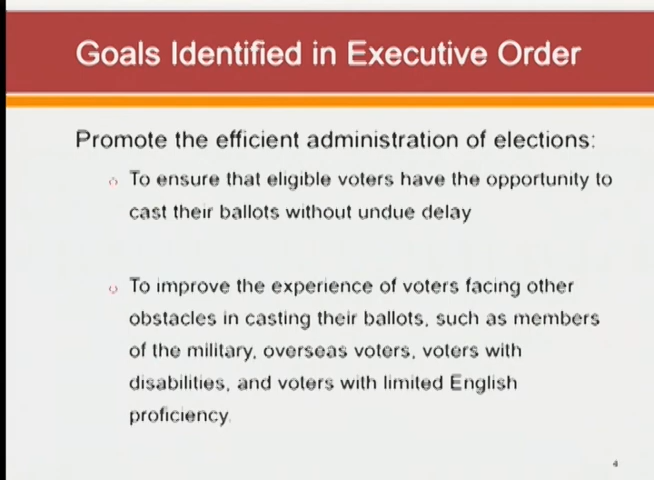 Goals Identified in Executive Order
Promote the efficient administration of elections:
To ensure that eligible voters have the opportunity to
cast their ballots without undue delay
To improve the experience of voters facing other
obstacles in casting their ballots, such as members
of the military, overseas voters, voters with
disabilities, and voters with limited English
proficiency.
4